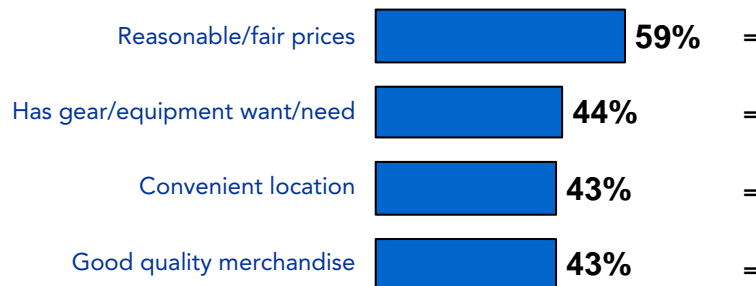 Reasonable/fair prices 59% =
Has gear/equipment want/need 44% =
Convenient location 43% =
Good quality merchandise 43% =